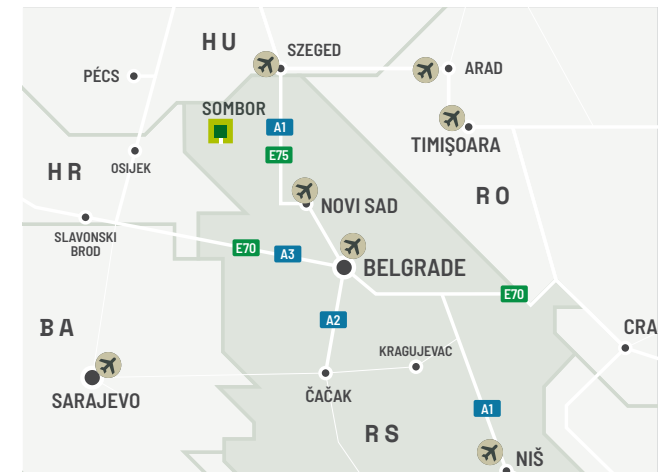 HU
SZEGED
PÉCS
ARAD
SOMBOR
A1
TIMIŞOARA
E75
OSIJEK
HR
RO
NOVI SAD
SLAVONSKI
BROD
E70
A3
BELGRADE
E70
A2
BA
CRA
KRAGUJEVAC
SARAJEVO
ČAČAK
A1
RS
NIŠ